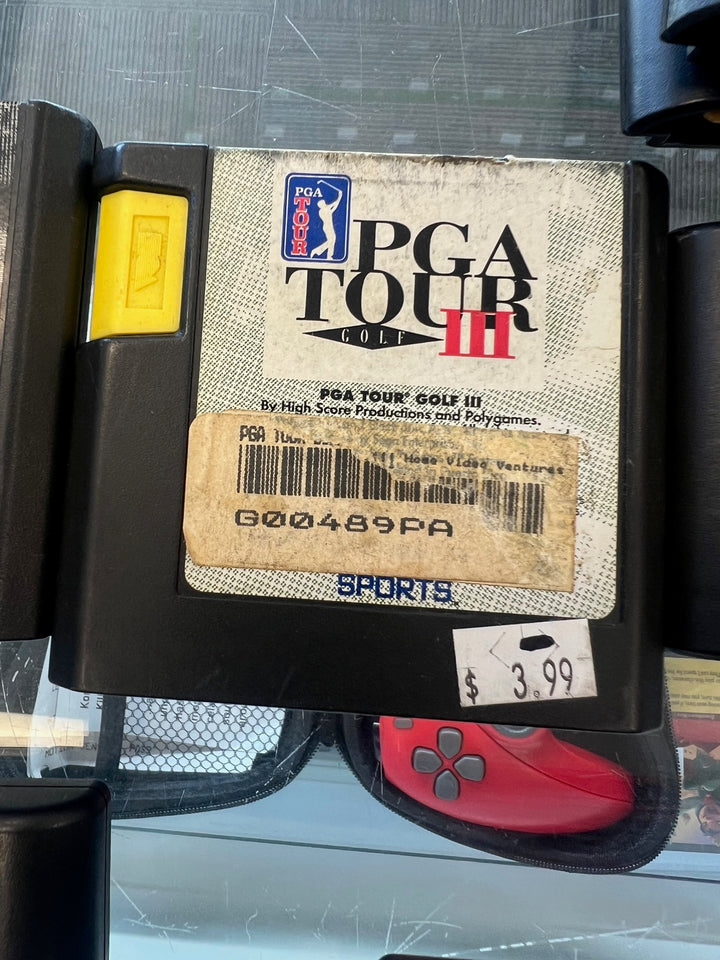 PGA
TOUR
PGA
TOUR
GOLF III
PGA TOUR® GOLF III
By High Score Productions and Polygames.
PGA TOUR
Home Video Ventures
G00489PA
SPORTS™
$ 3.99